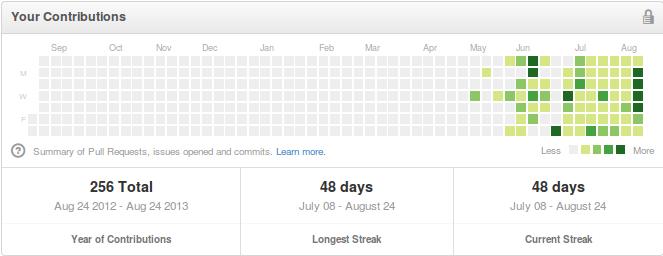 Your Contributions
Sep Oct Nov Dec Jan Feb Mar Apr May Jun Jul Aug
M
W
F
? Summary of Pull Requests, issues opened and commits. Learn more. Less More
256 Total 48 days 48 days
Aug 24 2012 - Aug 24 2013 July 08 - August 24 July 08 - August 24
Year of Contributions Longest Streak Current Streak